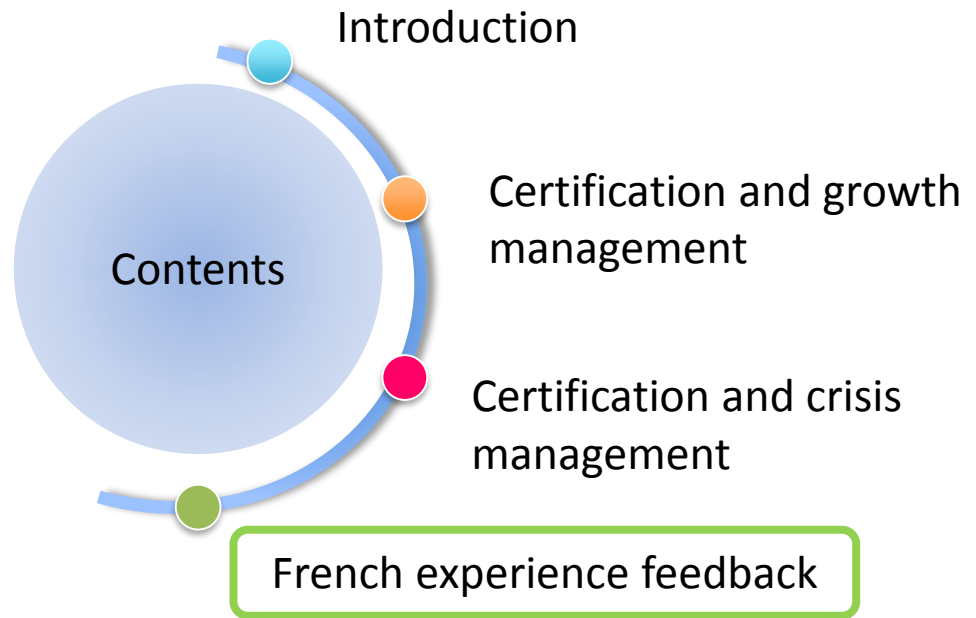 Introduction
Certification and growth
management
Contents
Certification and crisis
management
French experience feedback